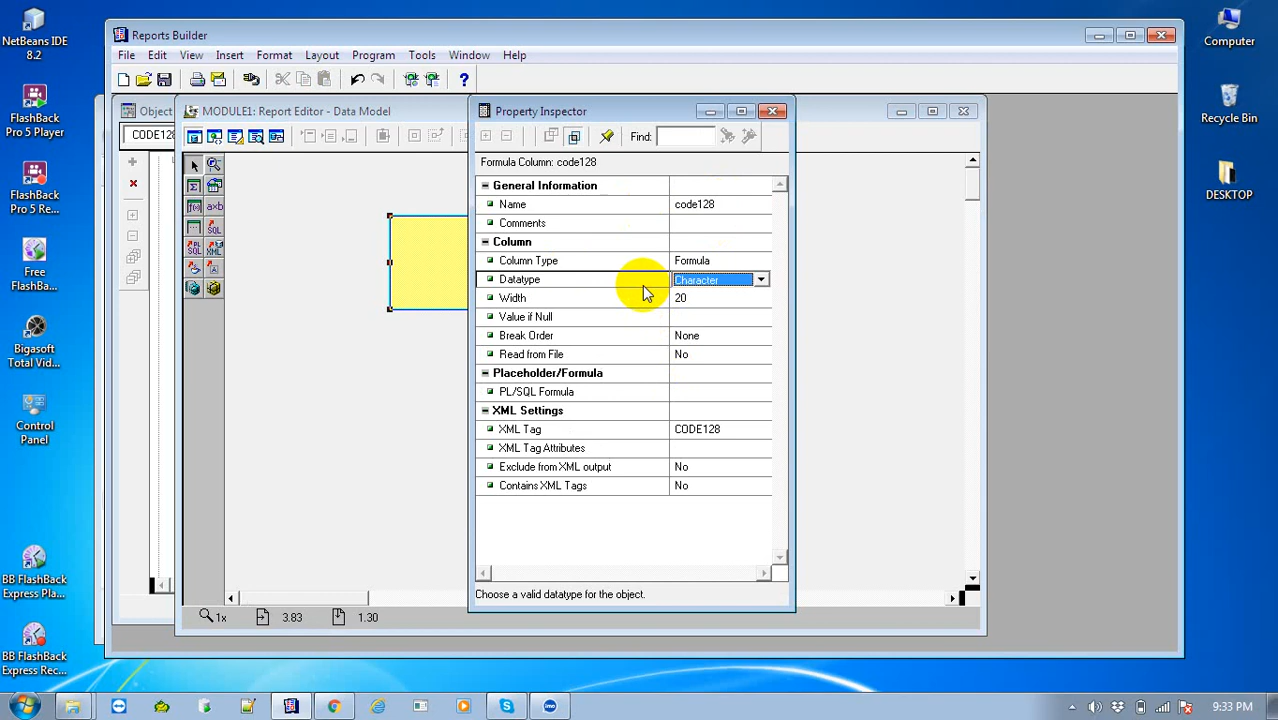 NetBeans IDE
8.2
FlashBack
Pro 5 Player
FlashBack
Pro 5 Re...
Free
FlashBa...
Bigasoft
Total Vid...
Control
Panel
BB FlashBack
Express Pla...
BB FlashBack
Express Rec...
Computer
Recycle Bin
DESKTOP
Reports Builder
File Edit View Insert Format Layout Program Tools Window Help
Object
CODE128
MODULE1: Report Editor - Data Model
1x 3.83 1.30
Property Inspector
Find:
Formula Column: code128
General Information
Name code128
Comments
Column
Column Type Formula
Datatype Character
Width 20
Value if Null
Break Order None
Read from File No
Placeholder/Formula
PL/SQL Formula
XML Settings
XML Tag CODE128
XML Tag Attributes
Exclude from XML output No
Contains XML Tags No
Choose a valid datatype for the object.
9:33 PM